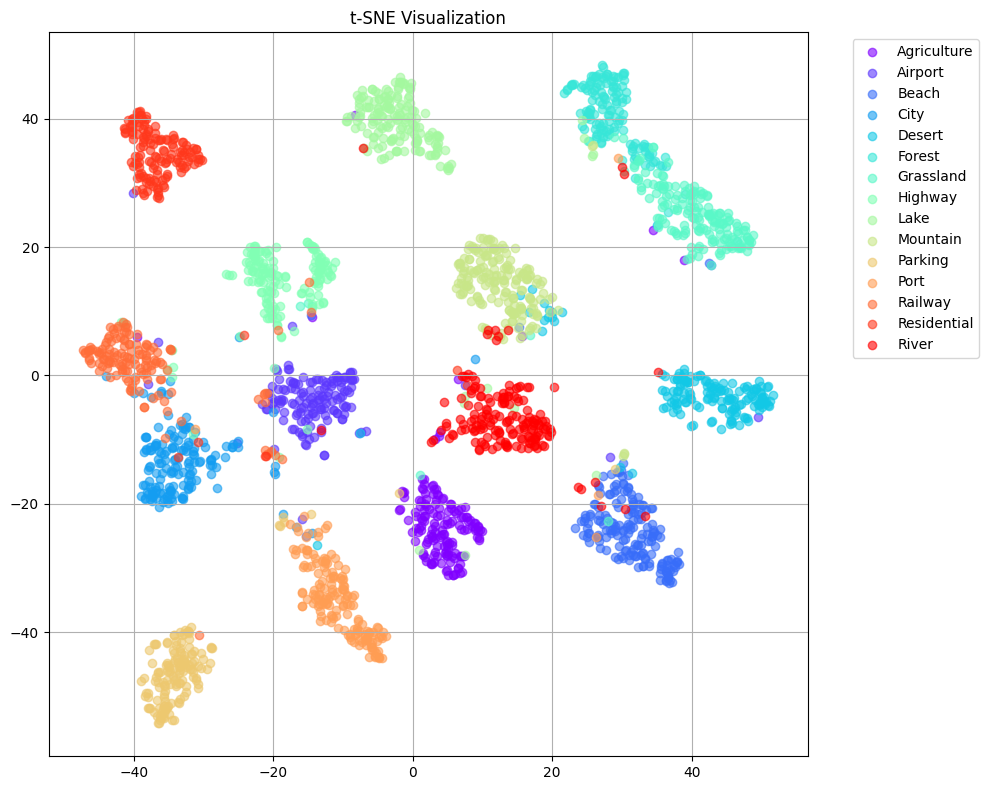 t-SNE Visualization
40
20
0
−20
−40
−40
−20
0
20
40
Agriculture
Airport
Beach
City
Desert
Forest
Grassland
Highway
Lake
Mountain
Parking
Port
Railway
Residential
River